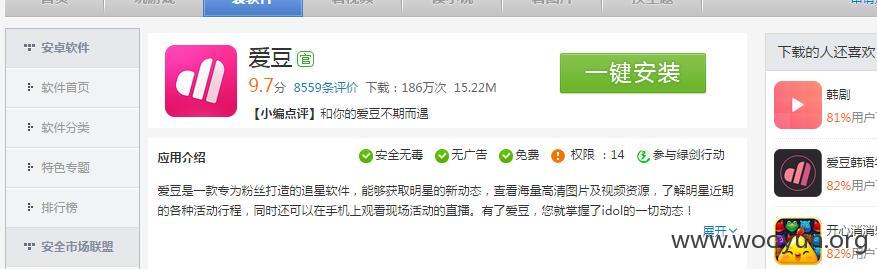 装软件
安卓软件
软件首页
软件分类
特色专题
排行榜
安全市场联盟
爱豆 官
9.7分 8559条评价 下载：186万次 15.22M
【小编点评】和你的爱豆不期而遇
一键安装
应用介绍
安全无毒 无广告 免费 权限：14 参与绿剑行动
爱豆是一款专为粉丝打造的追星软件，能够获取明星的新动态，查看海量高清图片及视频资源，了解明星近期
的各种活动行程，同时还可以在手机上观看现场活动的直播。有了爱豆，您就掌握了idol的一切动态！
展开
下载的人还喜欢
韩剧
81%用户下
爱豆韩语
82%用户下
开心消消
82%用户下
www.wooyun.org